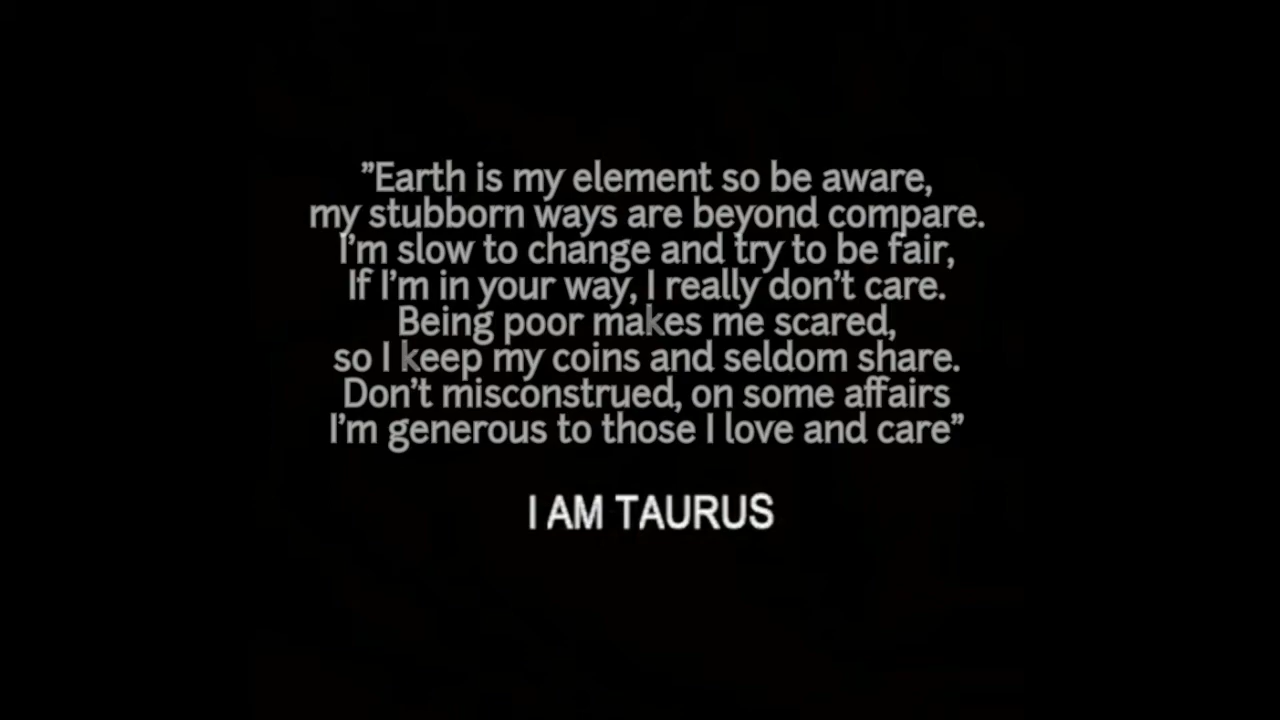 ”Earth is my element so be aware,
my stubborn ways are beyond compare.
I’m slow to change and try to be fair,
If I’m in your way, I really don’t care.
Being poor makes me scared,
so I keep my coins and seldom share.
Don’t misconstrued, on some affairs
I’m generous to those I love and care”
I AM TAURUS